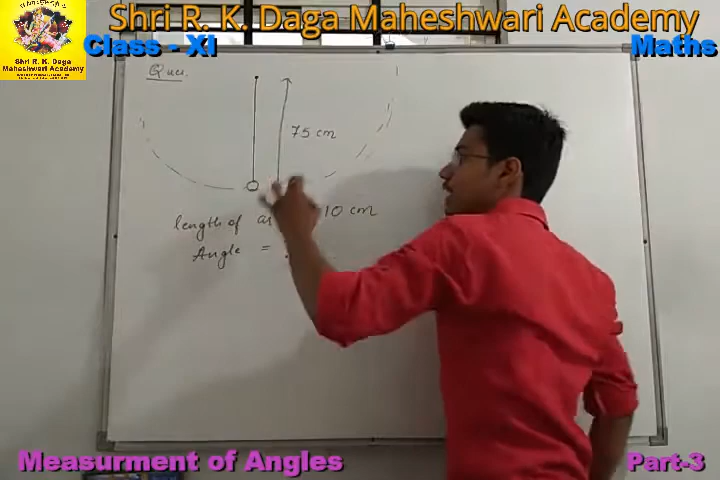 Shri R. K. Daga Maheshwari Academy
Class - XI
Maths
Shri R. K. Daga
Maheshwari Academy
Ques.
75 cm
length of 10 cm
Angle =
Measurment of Angles
Part-3